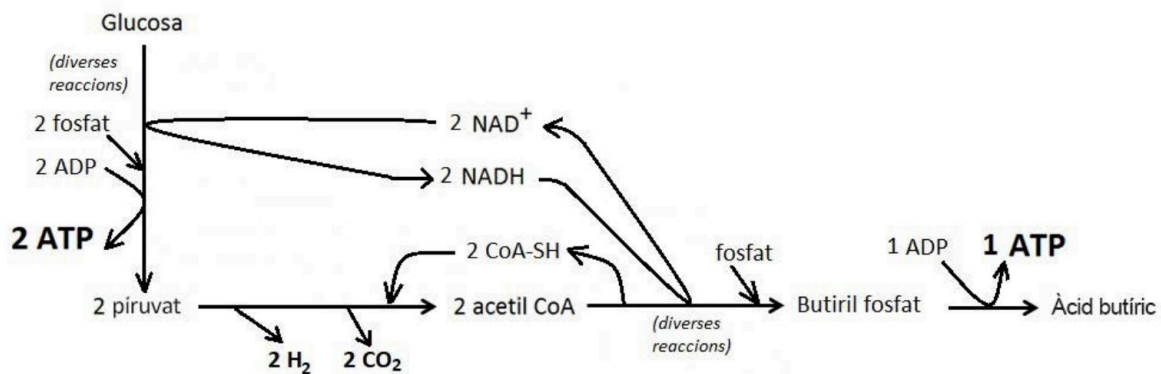 Glucosa
(diverses
reaccions)
2 fosfat
2 ADP
2 ATP
2 NAD+
2 NADH
2 CoA-SH
fosfat
1 ADP
1 ATP
2 piruvat
2 acetil CoA
(diverses
reaccions)
Butiril fosfat
Àcid butíric
2 H₂
2 CO₂